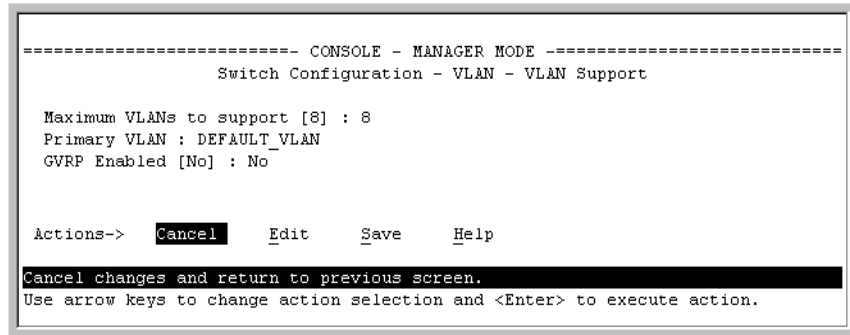 ===========================- CONSOLE - MANAGER MODE -============================
Switch Configuration - VLAN - VLAN Support
Maximum VLANs to support [8] : 8
Primary VLAN : DEFAULT_VLAN
GVRP Enabled [No] : No
Actions-> Cancel Edit Save Help
Cancel changes and return to previous screen.
Use arrow keys to change action selection and <Enter> to execute action.